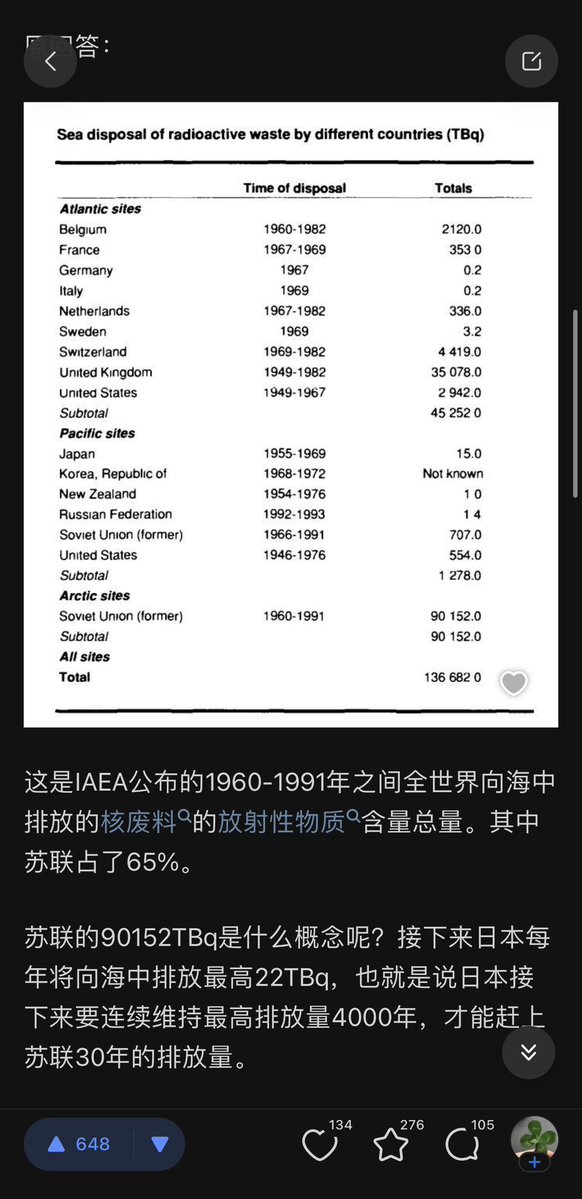 原回答：
Sea disposal of radioactive waste by different countries (TBq)
Time of disposal Totals
Atlantic sites
Belgium 1960-1982 2120.0
France 1967-1969 353 0
Germany 1967 0.2
Italy 1969 0.2
Netherlands 1967-1982 336.0
Sweden 1969 3.2
Switzerland 1969-1982 4 419.0
United Kingdom 1949-1982 35 078.0
United States 1949-1967 2 942.0
Subtotal 45 252 0
Pacific sites
Japan 1955-1969 15.0
Korea, Republic of 1968-1972 Not known
New Zealand 1954-1976 1 0
Russian Federation 1992-1993 1 4
Soviet Union (former) 1966-1991 707.0
United States 1946-1976 554.0
Subtotal 1 278.0
Arctic sites
Soviet Union (former) 1960-1991 90 152.0
Subtotal 90 152.0
All sites
Total 136 682 0
这是IAEA公布的1960-1991年之间全世界向海中
排放的核废料的放射性物质含量总量。其中
苏联占了65%。
苏联的90152TBq是什么概念呢？接下来日本每
年将向海中排放最高22TBq，也就是说日本接
下来要连续维持最高排放量4000年，才能赶上
苏联30年的排放量。
648 134 276 105